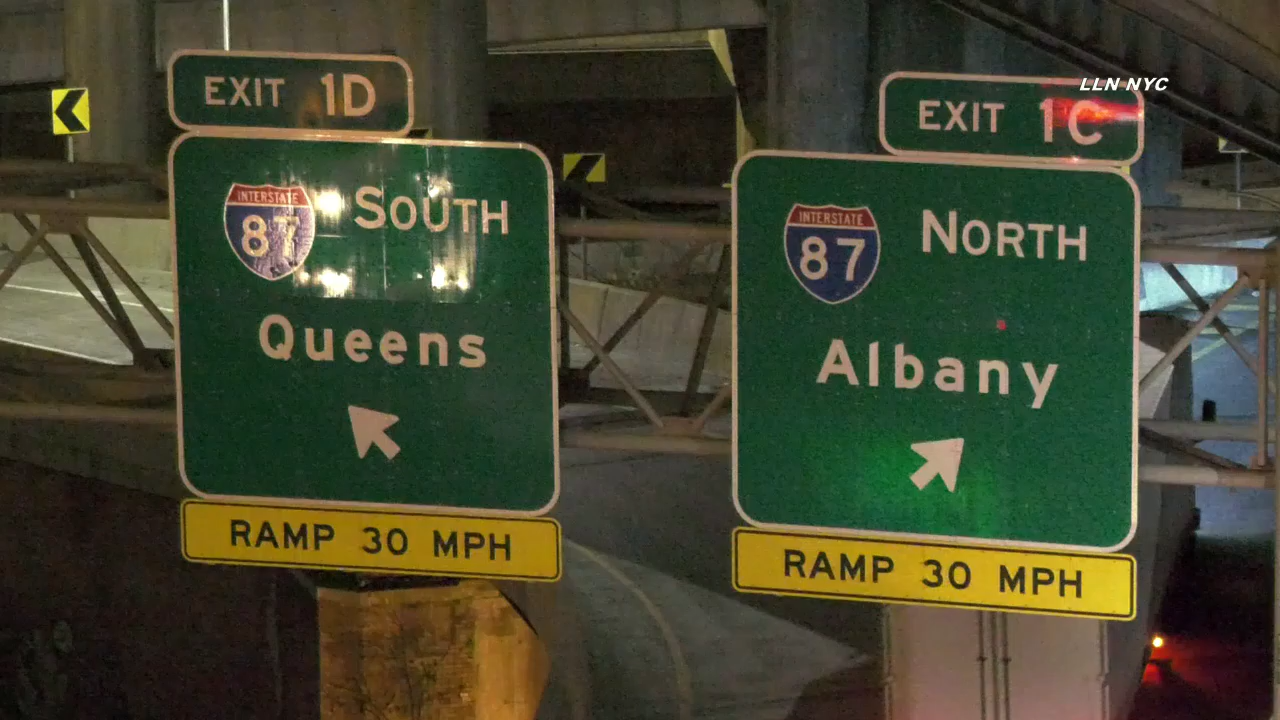 LLN NYC
EXIT 1D
INTERSTATE
87 SOUTH
Queens
RAMP 30 MPH
EXIT 1C
INTERSTATE
87 NORTH
Albany
RAMP 30 MPH